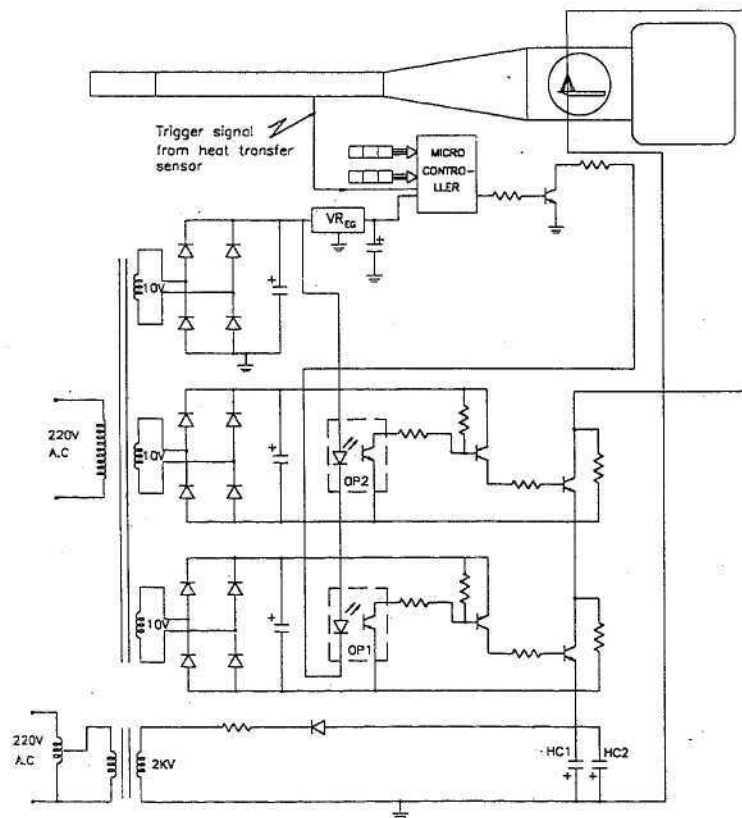 Trigger signal
from heat transfer
sensor
MICRO
CONTRO-
LLER
VREG
+
+
10V
220V
A.C
10V
+
OP2
10V
+
OP1
220V
A.C
2KV
HC1
HC2
+
+